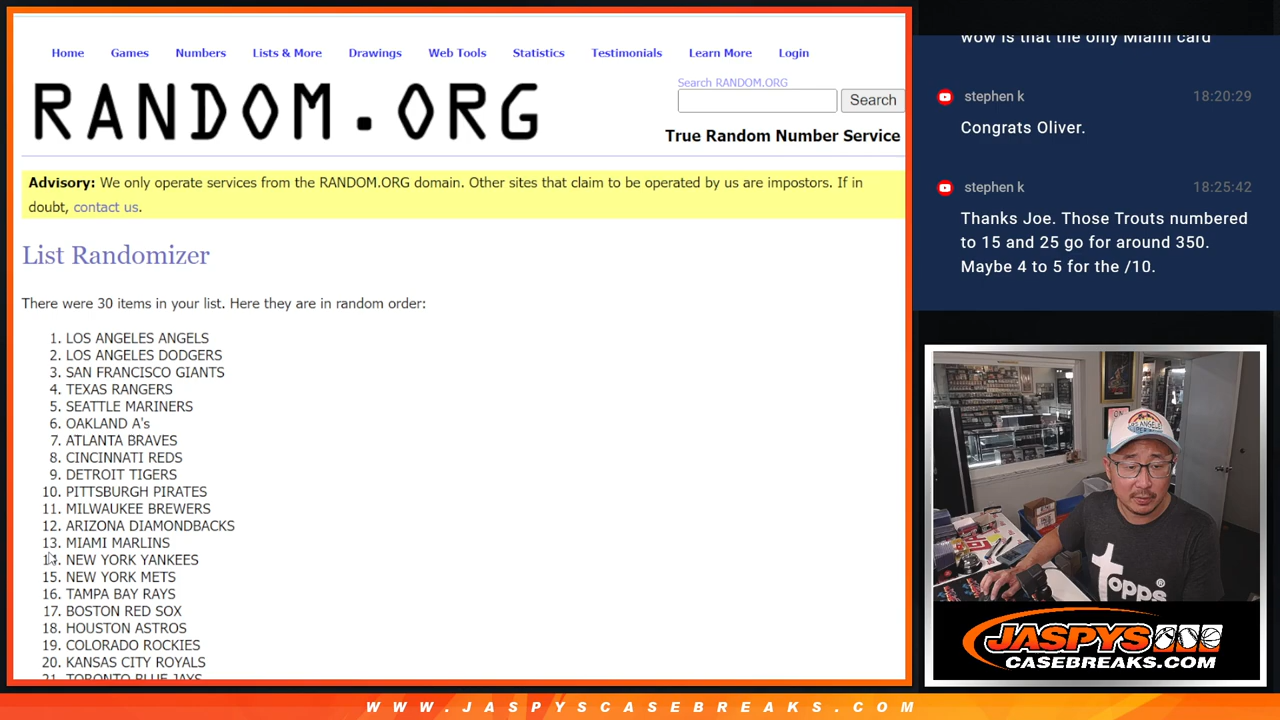 Home Games Numbers Lists & More Drawings Web Tools Statistics Testimonials Learn More Login
RANDOM.ORG
Search RANDOM.ORG
Search
True Random Number Service
Advisory: We only operate services from the RANDOM.ORG domain. Other sites that claim to be operated by us are impostors. If in
doubt, contact us.
List Randomizer
There were 30 items in your list. Here they are in random order:
1. LOS ANGELES ANGELS
2. LOS ANGELES DODGERS
3. SAN FRANCISCO GIANTS
4. TEXAS RANGERS
5. SEATTLE MARINERS
6. OAKLAND A's
7. ATLANTA BRAVES
8. CINCINNATI REDS
9. DETROIT TIGERS
10. PITTSBURGH PIRATES
11. MILWAUKEE BREWERS
12. ARIZONA DIAMONDBACKS
13. MIAMI MARLINS
14. NEW YORK YANKEES
15. NEW YORK METS
16. TAMPA BAY RAYS
17. BOSTON RED SOX
18. HOUSTON ASTROS
19. COLORADO ROCKIES
20. KANSAS CITY ROYALS
21. TORONTO BLUE JAYS
wow is that the only Miami card
stephen k 18:20:29
Congrats Oliver.
stephen k 18:25:42
Thanks Joe. Those Trouts numbered
to 15 and 25 go for around 350.
Maybe 4 to 5 for the /10.
LOS ANGELES
topps
JASPYS
CASEBREAKS.COM
WWW.JASPYSCASEBREAKS.COM